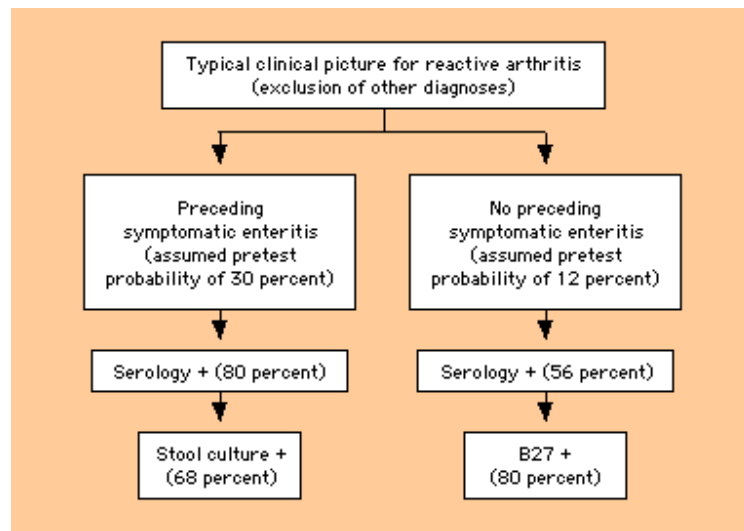 Typical clinical picture for reactive arthritis
(exclusion of other diagnoses)
Preceding
symptomatic enteritis
(assumed pretest
probability of 30 percent)
No preceding
symptomatic enteritis
(assumed pretest
probability of 12 percent)
Serology + (80 percent)
Serology + (56 percent)
Stool culture +
(68 percent)
B27 +
(80 percent)